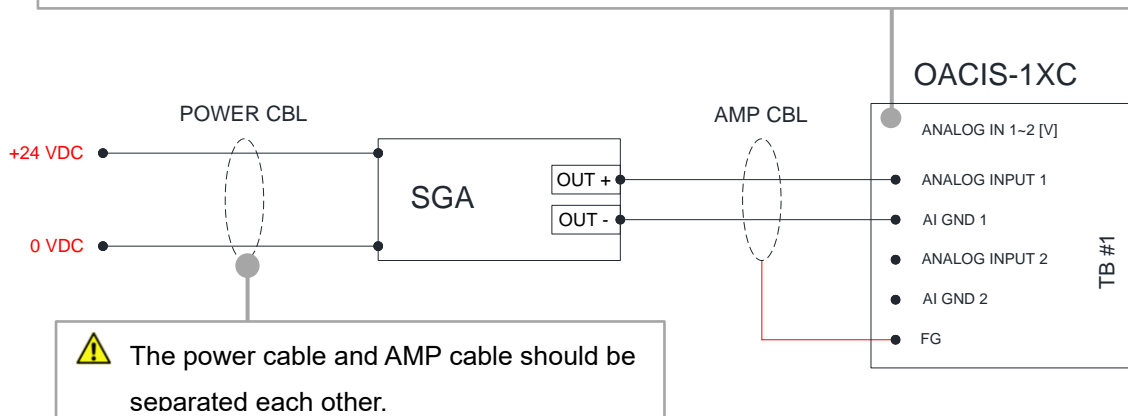 OACIS-1XC
POWER CBL
AMP CBL
ANALOG IN 1~2 [V]
+24 VDC
SGA
OUT +
ANALOG INPUT 1
OUT -
AI GND 1
0 VDC
ANALOG INPUT 2
TB #1
AI GND 2
FG
The power cable and AMP cable should be
separated each other.